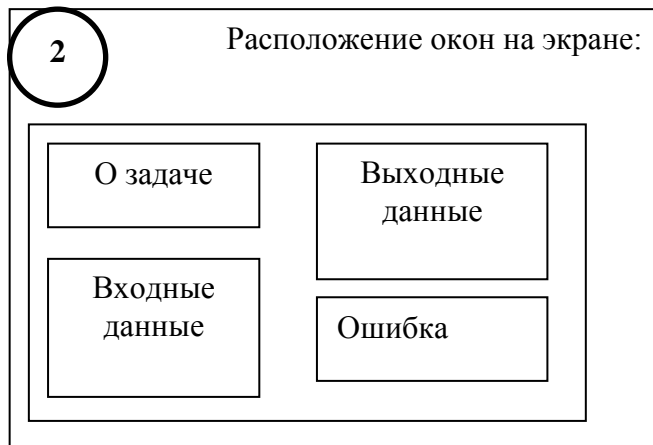 2
Расположение окон на экране:
О задаче
Выходные
данные
Входные
данные
Ошибка